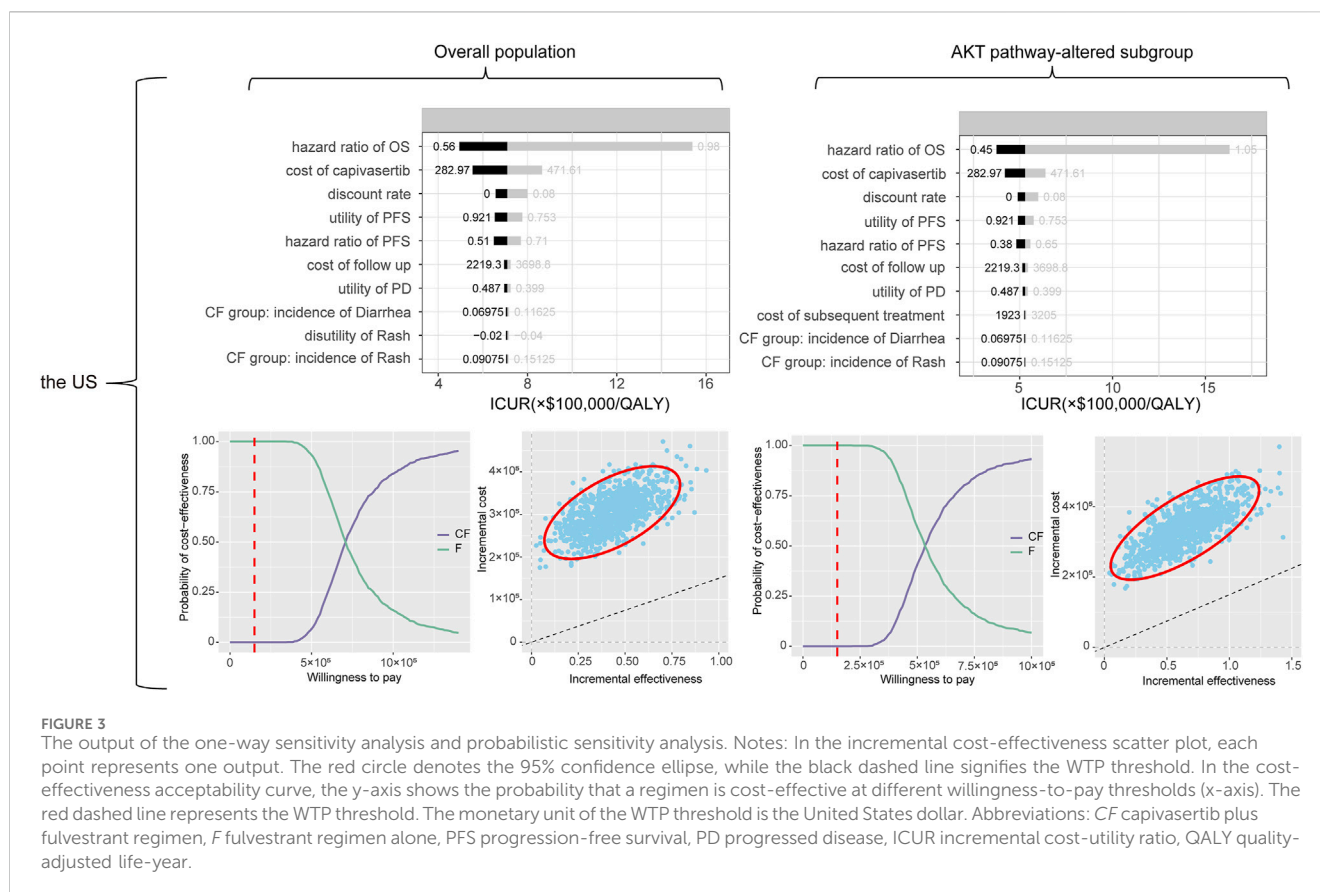 Overall population
AKT pathway-altered subgroup
the US
hazard ratio of OS 0.56 0.98
cost of capivasertib 282.97 471.61
discount rate 0 0.08
utility of PFS 0.921 0.753
hazard ratio of PFS 0.51 0.71
cost of follow up 2219.3 3698.8
utility of PD 0.487 0.399
CF group: incidence of Diarrhea 0.06975 0.11625
disutility of Rash −0.02 −0.04
CF group: incidence of Rash 0.09075 0.15125
4 8 12 16
ICUR(×$100,000/QALY)
hazard ratio of OS 0.45 1.05
cost of capivasertib 282.97 471.61
discount rate 0 0.08
utility of PFS 0.921 0.753
hazard ratio of PFS 0.38 0.65
cost of follow up 2219.3 3698.8
utility of PD 0.487 0.399
cost of subsequent treatment 1923 3205
CF group: incidence of Diarrhea 0.06975 0.11625
CF group: incidence of Rash 0.09075 0.15125
5 10 15
ICUR(×$100,000/QALY)
Probability of cost−effectiveness
1.00
0.75
0.50
0.25
0
0 5×10⁵ 10×10⁵
Willingness to pay
CF
F
Incremental cost
4×10⁵
3×10⁵
2×10⁵
1×10⁵
0
0 0.25 0.50 0.75 1.00
Incremental effectiveness
Probability of cost−effectiveness
1.00
0.75
0.50
0.25
0
0 2.5×10⁵ 5×10⁵ 7.5×10⁵ 10×10⁵
Willingness to pay
CF
F
Incremental cost
4×10⁵
2×10⁵
0
0 0.5 1.0 1.5
Incremental effectiveness
FIGURE 3
The output of the one-way sensitivity analysis and probabilistic sensitivity analysis. Notes: In the incremental cost-effectiveness scatter plot, each
point represents one output. The red circle denotes the 95% confidence ellipse, while the black dashed line signifies the WTP threshold. In the cost-
effectiveness acceptability curve, the y-axis shows the probability that a regimen is cost-effective at different willingness-to-pay thresholds (x-axis). The
red dashed line represents the WTP threshold. The monetary unit of the WTP threshold is the United States dollar. Abbreviations: CF capivasertib plus
fulvestrant regimen, F fulvestrant regimen alone, PFS progression-free survival, PD progressed disease, ICUR incremental cost-utility ratio, QALY quality-
adjusted life-year.